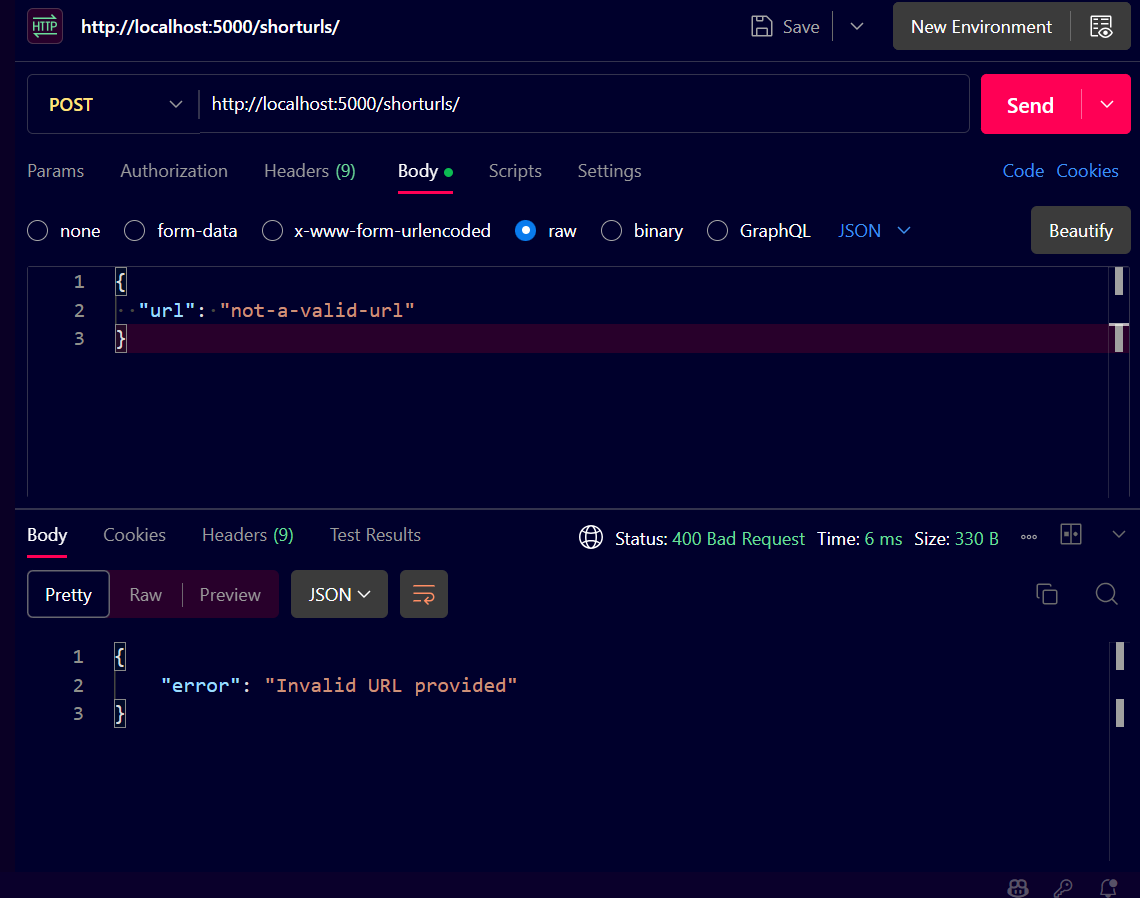 HTTP http://localhost:5000/shorturls/ Save New Environment
POST http://localhost:5000/shorturls/ Send
Params Authorization Headers (9) Body Scripts Settings Code Cookies
none form-data x-www-form-urlencoded raw binary GraphQL JSON Beautify
1 {
2 "url": "not-a-valid-url"
3 }
Body Cookies Headers (9) Test Results Status: 400 Bad Request Time: 6 ms Size: 330 B
Pretty Raw Preview JSON
1 {
2 "error": "Invalid URL provided"
3 }